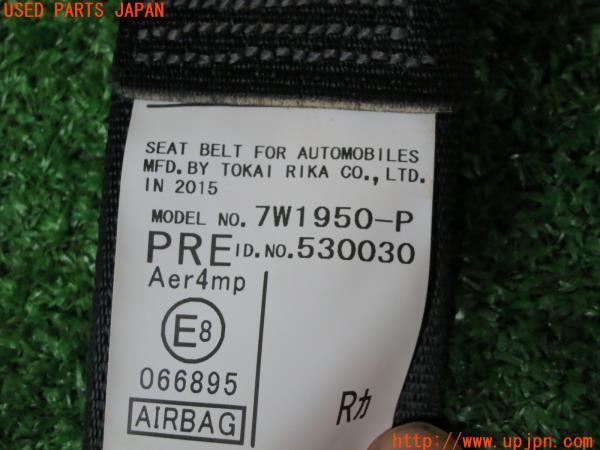 USED PARTS JAPAN
SEAT BELT FOR AUTOMOBILES
MFD. BY TOKAI RIKA CO., LTD.
IN 2015
MODEL NO. 7W1950-P
PRE ID. NO. 530030
Aer4mp
E8
066895
AIRBAG
Rカ
http://www.upjpn.com/